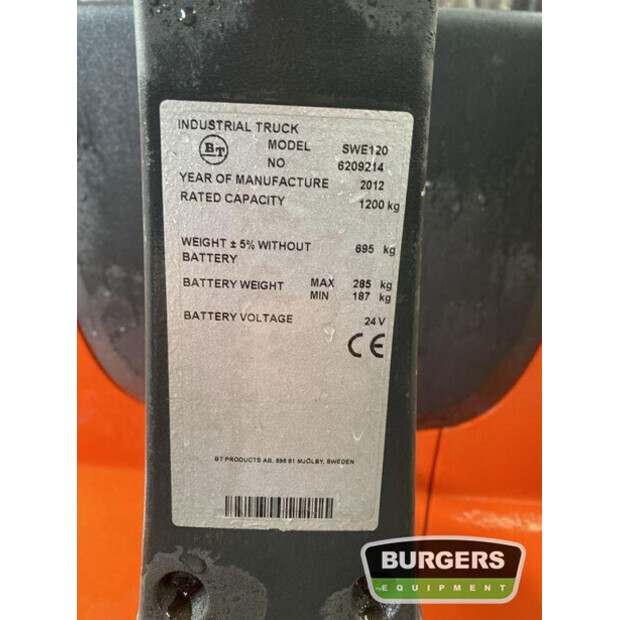 INDUSTRIAL TRUCK
BT MODEL SWE120
NO 6209214
YEAR OF MANUFACTURE 2012
RATED CAPACITY 1200 kg
WEIGHT ± 5% WITHOUT 695 kg
BATTERY
BATTERY WEIGHT MAX 285 kg
MIN 187 kg
BATTERY VOLTAGE 24 V
CE
BT PRODUCTS AB, 595 81 MJÖLBY, SWEDEN
BURGERS
EQUIPMENT